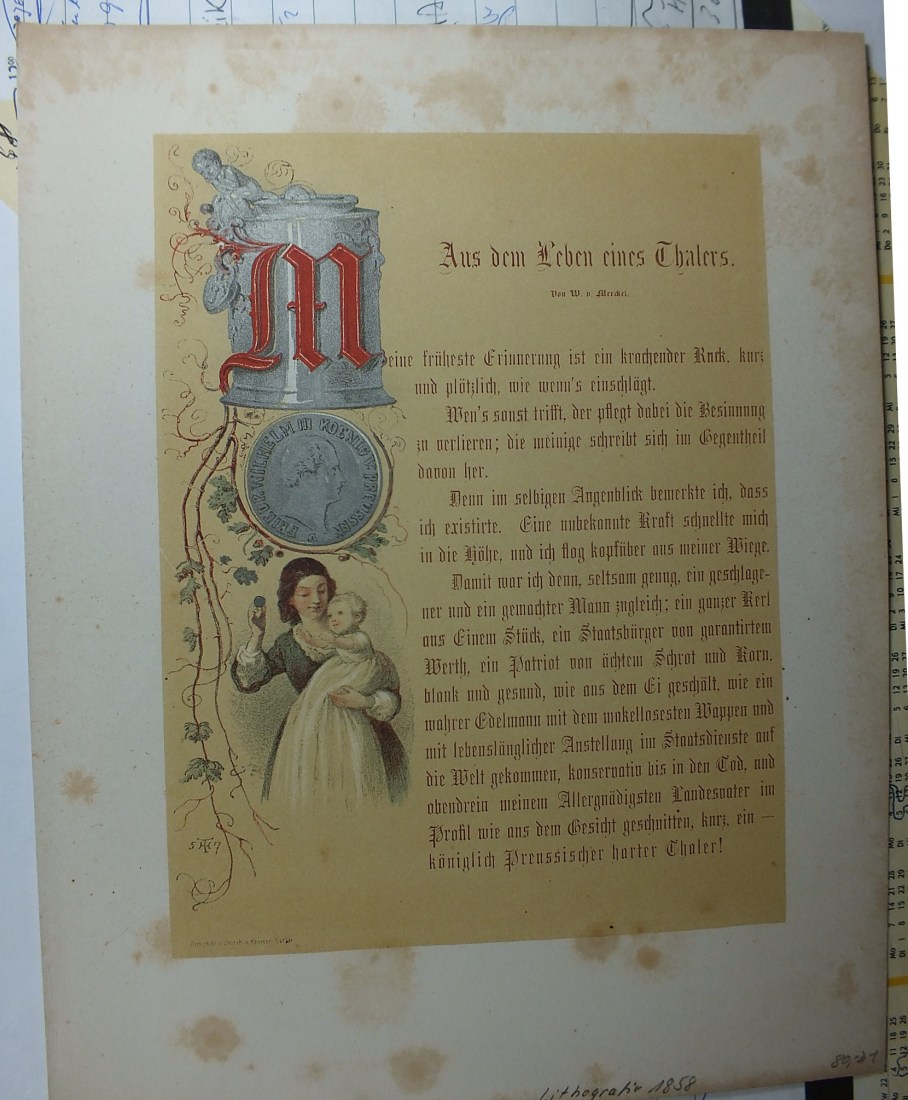 Aus dem Leben eines Thalers.
Von W. v. Merckel.
Meine früheste Erinnerung ist ein krachender Ruck, kurz
und plötzlich, wie wenn's einschlägt.
Wen's sonst trifft, der pflegt dabei die Besinnung
zu verlieren; die meinige schreibt sich im Gegentheil
davon her.
Denn im selbigen Augenblick bemerkte ich, dass
ich existirte. Eine unbekannte Kraft schnellte mich
in die Höhe, und ich flog kopfüber aus meiner Wiege.
Damit war ich denn, seltsam genug, ein geschlage-
ner und ein gemachter Mann zugleich; ein ganzer Kerl
aus Einem Stück, ein Staatsbürger von garantirtem
Werth, ein Patriot von ächtem Schrot und Korn,
blank und gesund, wie aus dem Ei geschält, wie ein
wahrer Edelmann mit dem makellosesten Wappen und
mit lebenslänglicher Anstellung im Staatsdienste auf
die Welt gekommen, konservativ bis in den Tod, und
obendrein meinem Allergnädigsten Landesvater im
Profil wie aus dem Gesicht geschnitten, kurz, ein —
königlich Preussischer harter Thaler!
FRIEDR WILHELM III KOENIG V PREUSSEN
Lithografie 1858